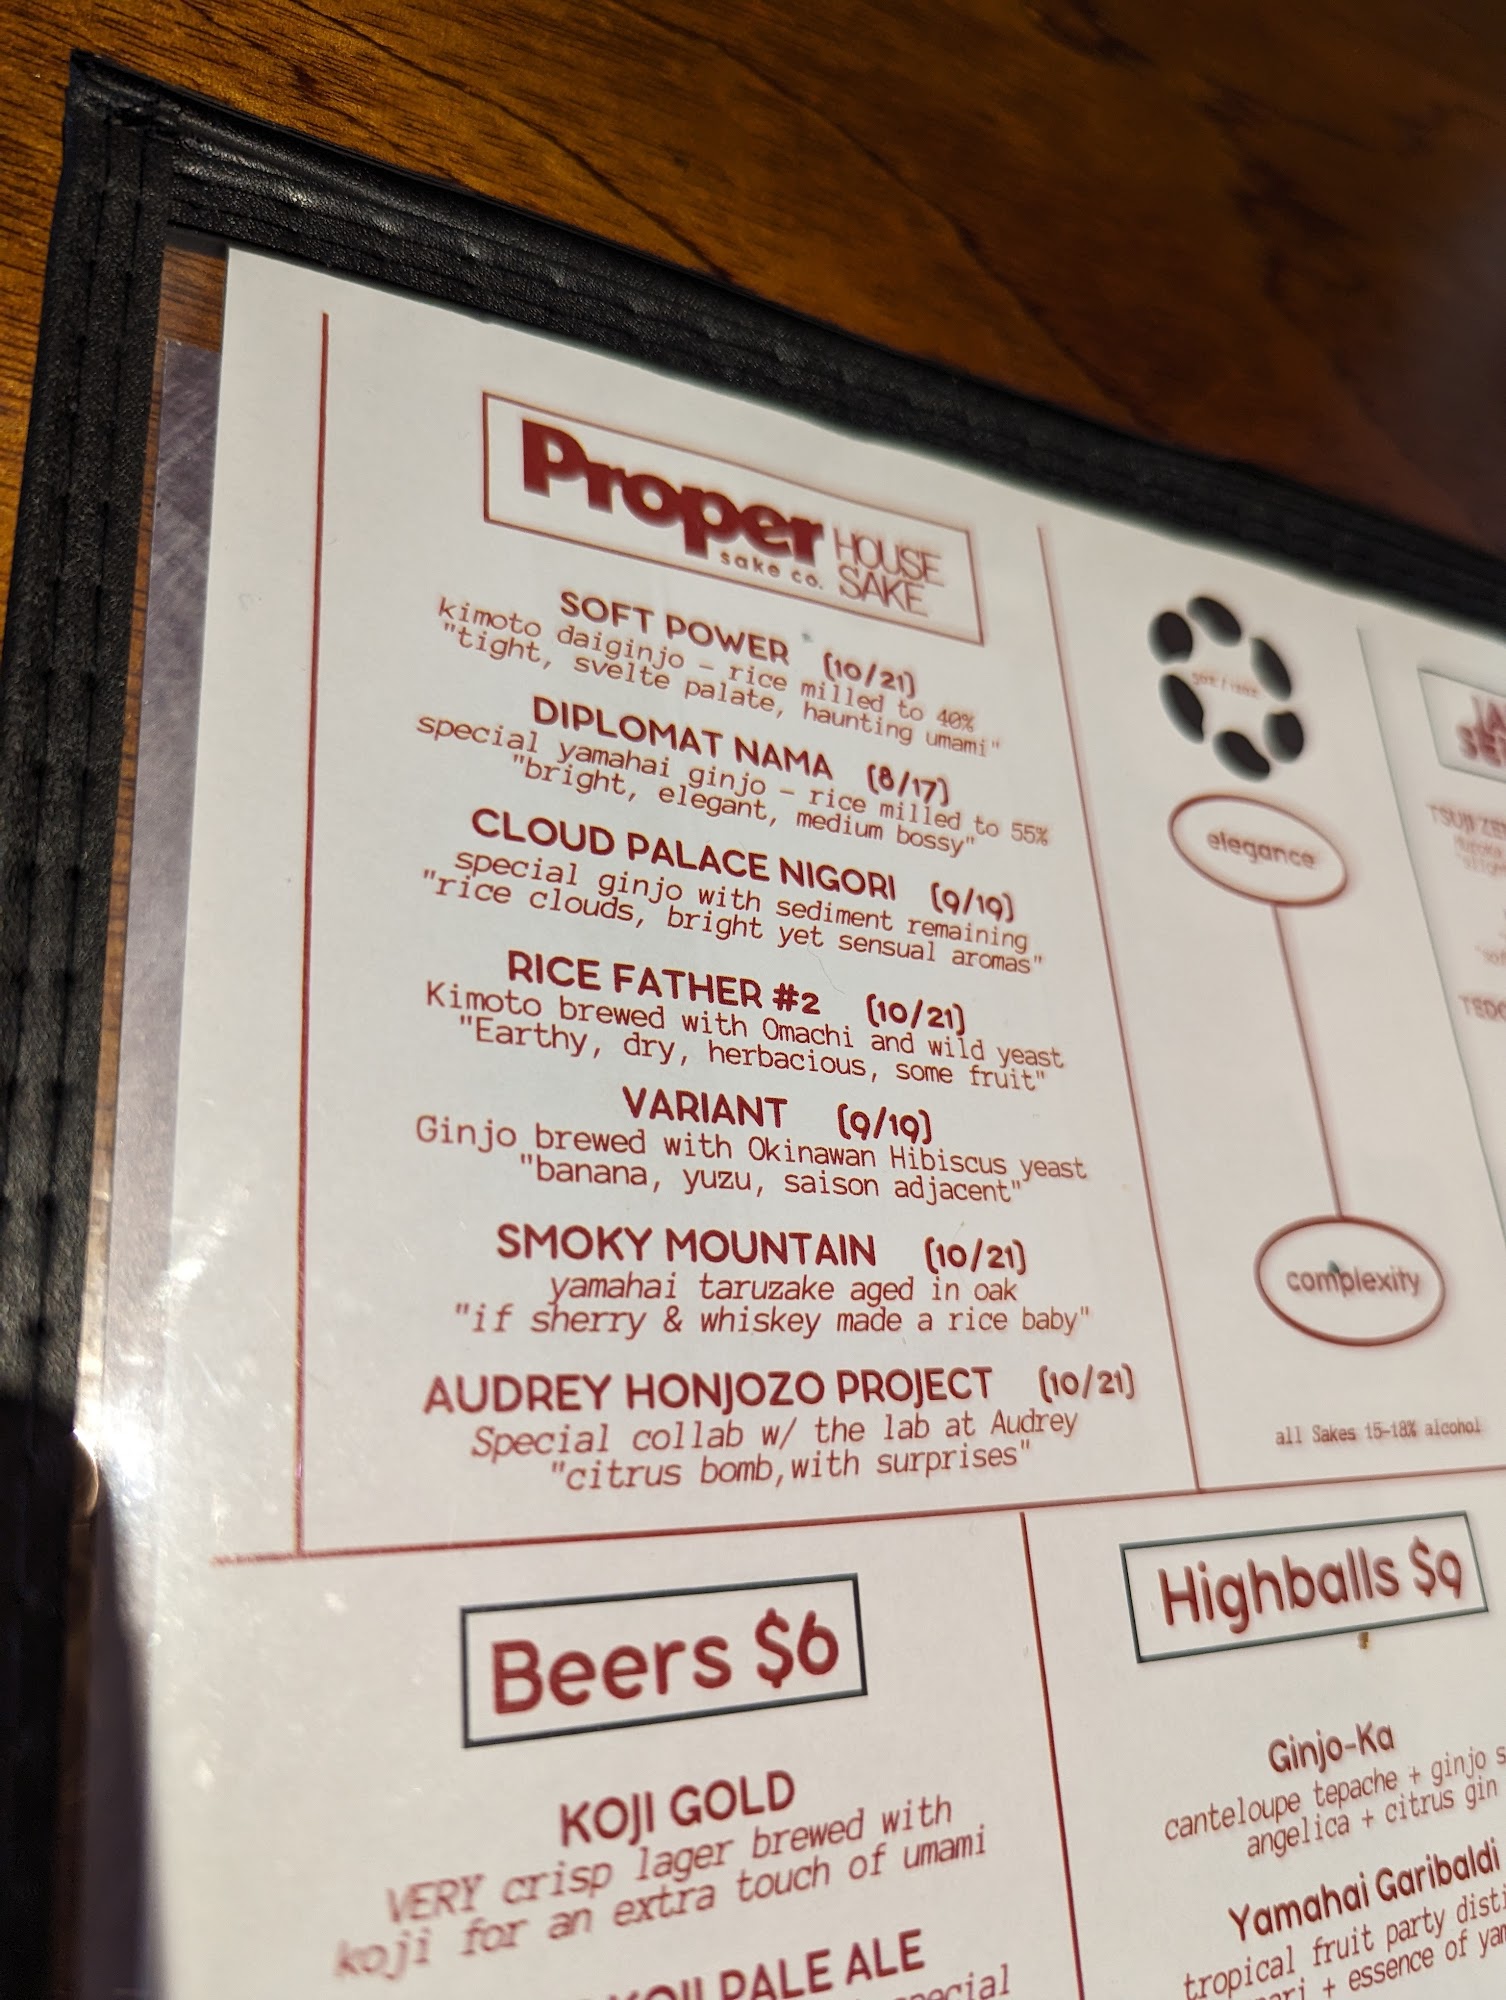 Proper
sake co.
HOUSE
SAKE
SOFT POWER (10/21)
kimoto daiginjo - rice milled to 40%
"tight, svelte palate, haunting umami"
DIPLOMAT NAMA (8/17)
special yamahai ginjo - rice milled to 55%
"bright, elegant, medium bossy"
CLOUD PALACE NIGORI (9/19)
special ginjo with sediment remaining
"rice clouds, bright yet sensual aromas"
RICE FATHER #2 (10/21)
Kimoto brewed with Omachi and wild yeast
"Earthy, dry, herbacious, some fruit"
VARIANT (9/19)
Ginjo brewed with Okinawan Hibiscus yeast
"banana, yuzu, saison adjacent"
SMOKY MOUNTAIN (10/21)
yamahai taruzake aged in oak
"if sherry & whiskey made a rice baby"
AUDREY HONJOZO PROJECT (10/21)
Special collab w/ the lab at Audrey
"citrus bomb, with surprises"
elegance
complexity
all Sakes 15-18% alcohol
Beers $6
KOJI GOLD
VERY crisp lager brewed with
koji for an extra touch of umami
KOJI PALE ALE
Highballs $9
Ginjo-Ka
canteloupe tepache + ginjo
angelica + citrus gin
Yamahai Garibaldi
tropical fruit party
+ essence of